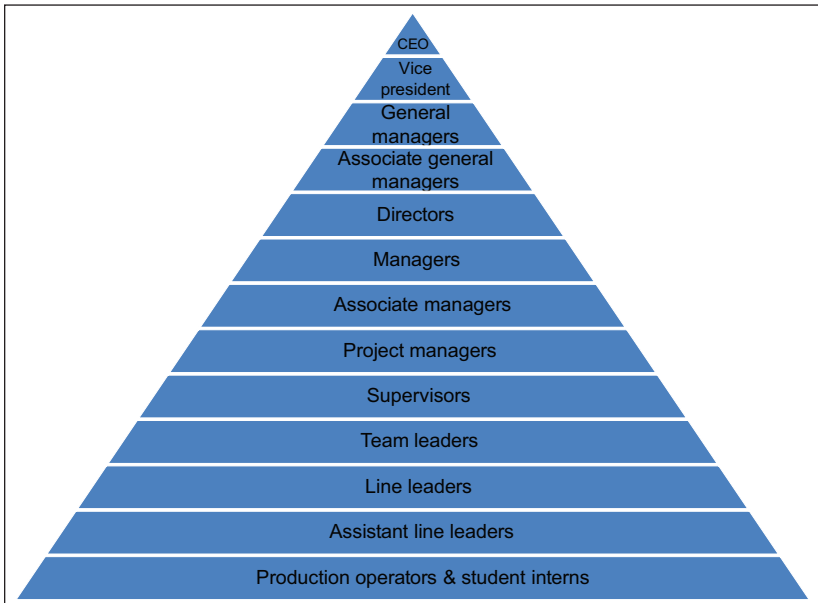 CEO
Vice
president
General
managers
Associate general
managers
Directors
Managers
Associate managers
Project managers
Supervisors
Team leaders
Line leaders
Assistant line leaders
Production operators & student interns